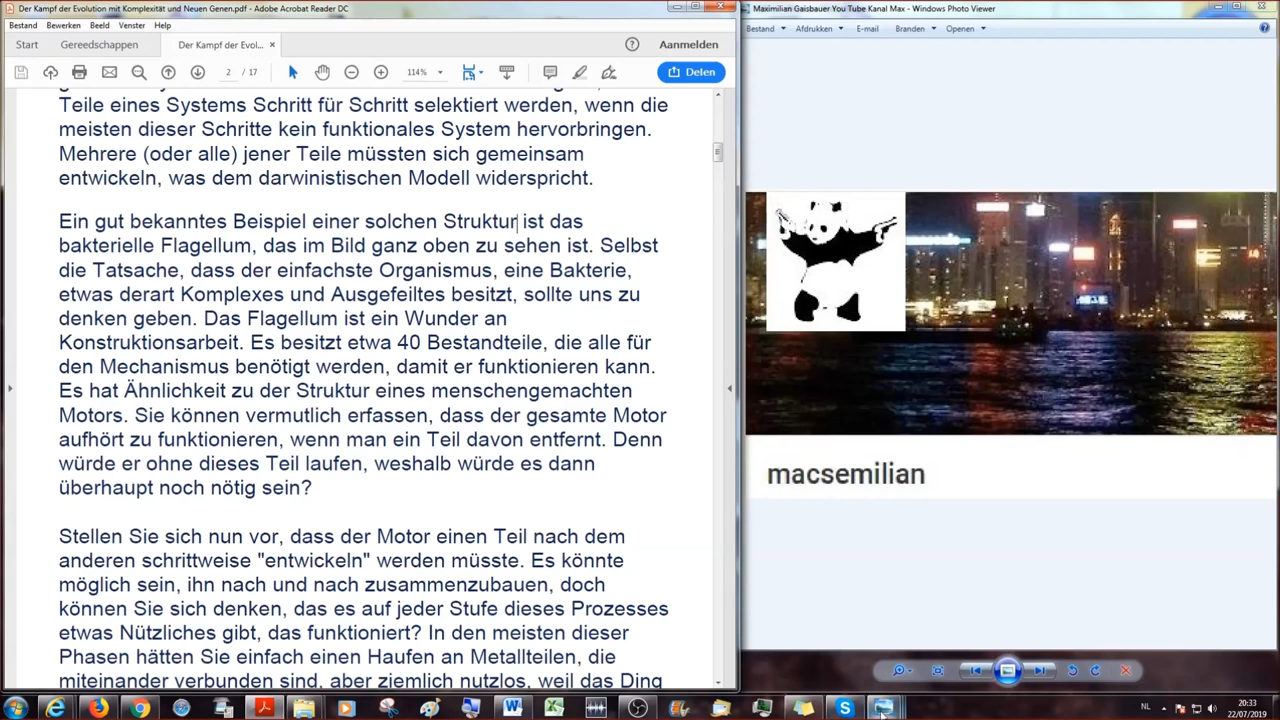 Der Kampf der Evolution mit Komplexität und Neuen Genen.pdf - Adobe Acrobat Reader DC
Bestand Bewerken Beeld Venster Help
Start Gereedschappen Der Kampf der Evol... × Aanmelden
2 / 17 114% Delen
Teile eines Systems Schritt für Schritt selektiert werden, wenn die
meisten dieser Schritte kein funktionales System hervorbringen.
Mehrere (oder alle) jener Teile müssten sich gemeinsam
entwickeln, was dem darwinistischen Modell widerspricht.
Ein gut bekanntes Beispiel einer solchen Struktur ist das
bakterielle Flagellum, das im Bild ganz oben zu sehen ist. Selbst
die Tatsache, dass der einfachste Organismus, eine Bakterie,
etwas derart Komplexes und Ausgefeiltes besitzt, sollte uns zu
denken geben. Das Flagellum ist ein Wunder an
Konstruktionsarbeit. Es besitzt etwa 40 Bestandteile, die alle für
den Mechanismus benötigt werden, damit er funktionieren kann.
Es hat Ähnlichkeit zu der Struktur eines menschengemachten
Motors. Sie können vermutlich erfassen, dass der gesamte Motor
aufhört zu funktionieren, wenn man ein Teil davon entfernt. Denn
würde er ohne dieses Teil laufen, weshalb würde es dann
überhaupt noch nötig sein?
Stellen Sie sich nun vor, dass der Motor einen Teil nach dem
anderen schrittweise "entwickeln" werden müsste. Es könnte
möglich sein, ihn nach und nach zusammenzubauen, doch
können Sie sich denken, das es auf jeder Stufe dieses Prozesses
etwas Nützliches gibt, das funktioniert? In den meisten dieser
Phasen hätten Sie einfach einen Haufen an Metallteilen, die
miteinander verbunden sind, aber ziemlich nutzlos, weil das Ding
Maximilian Gaisbauer You Tube Kanal Max - Windows Photo Viewer
Bestand Afdrukken E-mail Branden Openen
macsemilian
NL 20:33
22/07/2019